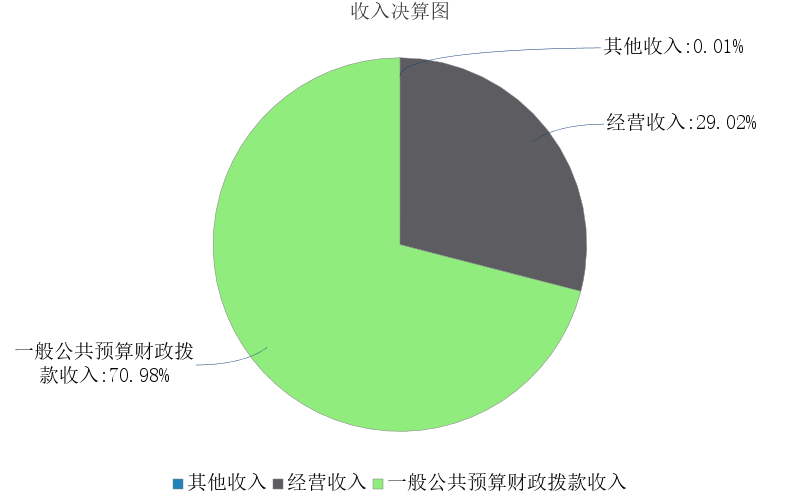 收入决算图
其他收入:0.01%
经营收入:29.02%
一般公共预算财政拨
款收入:70.98%
其他收入 经营收入 一般公共预算财政拨款收入